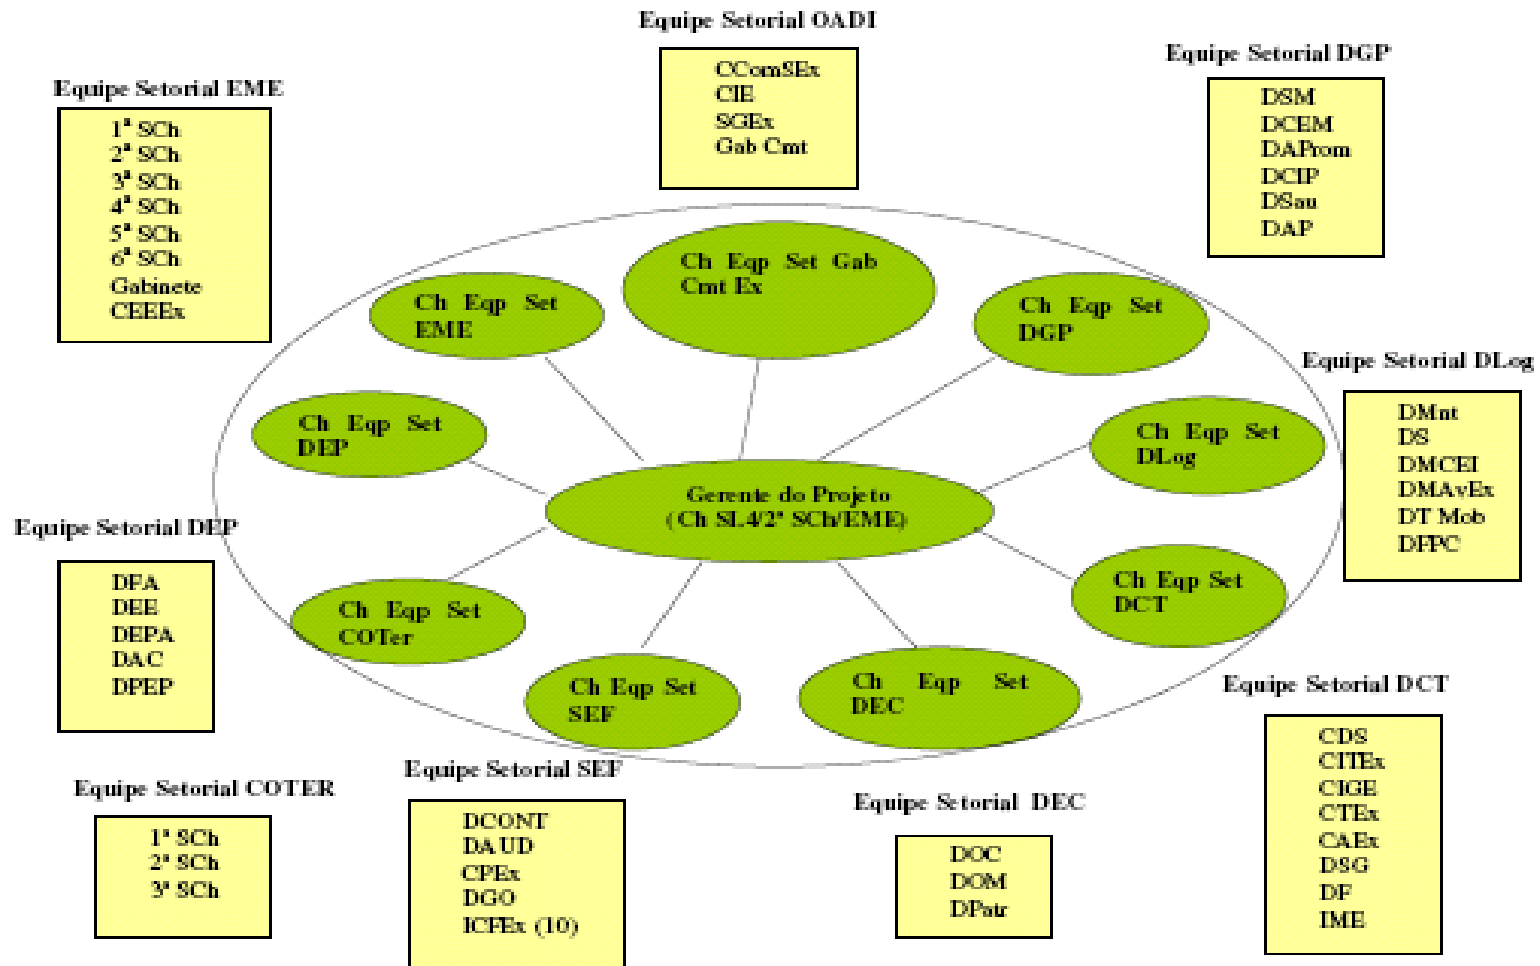 Equipe Setorial OADI
CComSEx
CIE
SGEx
Gab Cmt
Equipe Setorial DGP
DSM
DCEM
DAProm
DCIP
DSau
DAP
Equipe Setorial EME
1ª SCh
2ª SCh
3ª SCh
4ª SCh
5ª SCh
6ª SCh
Gabinete
CEEEx
Ch Eqp Set Gab
Cmt Ex
Ch Eqp Set
EME
Ch Eqp Set
DGP
Equipe Setorial DLog
DMnt
DS
DMCEI
DMAvEx
DT Mob
DFPC
Ch Eqp Set
DEP
Ch Eqp Set
DLog
Gerente do Projeto
(Ch SL4/2ª SCh/EME)
Equipe Setorial DEP
DFA
DEE
DEPA
DAC
DPEP
Ch Eqp Set
COTer
Ch Eqp Set
DCT
Ch Eqp Set
SEF
Ch Eqp Set
DEC
Equipe Setorial DCT
CDS
CITEx
CIGE
CTEx
CAEx
DSG
DF
IME
Equipe Setorial COTER
1ª SCh
2ª SCh
3ª SCh
Equipe Setorial SEF
DCONT
DAUD
CPEx
DGO
ICFEx (10)
Equipe Setorial DEC
DOC
DOM
DPatr